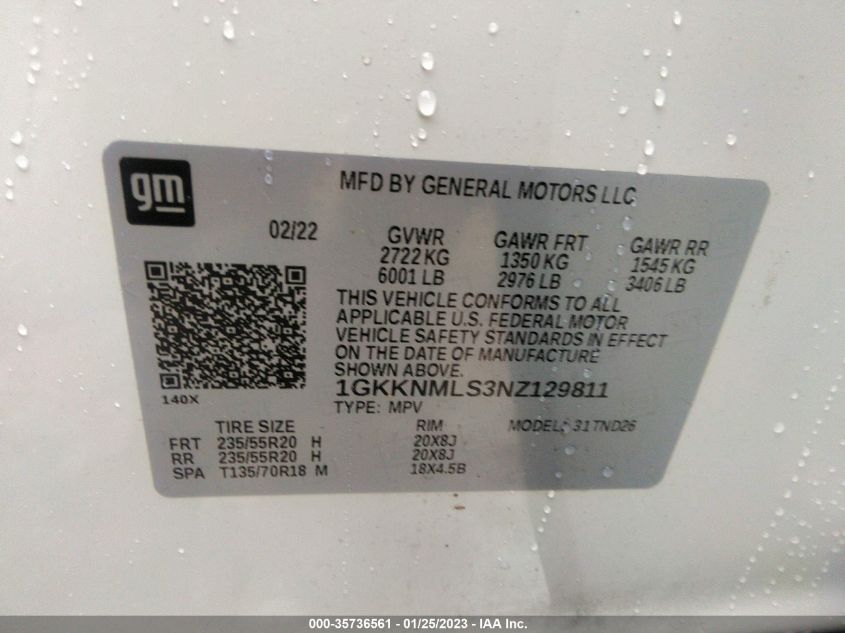 gm
MFD BY GENERAL MOTORS LLC
02/22
GVWR GAWR FRT GAWR RR
2722 KG 1350 KG 1545 KG
6001 LB 2976 LB 3406 LB
THIS VEHICLE CONFORMS TO ALL
APPLICABLE U.S. FEDERAL MOTOR
VEHICLE SAFETY STANDARDS IN EFFECT
ON THE DATE OF MANUFACTURE
SHOWN ABOVE.
140X
1GKKNMLS3NZ129811
TYPE: MPV
TIRE SIZE RIM MODEL: 31TND26
FRT 235/55R20 H 20X8J
RR 235/55R20 H 20X8J
SPA T135/70R18 M 18X4.5B
000-35736561 - 01/25/2023 - IAA Inc.